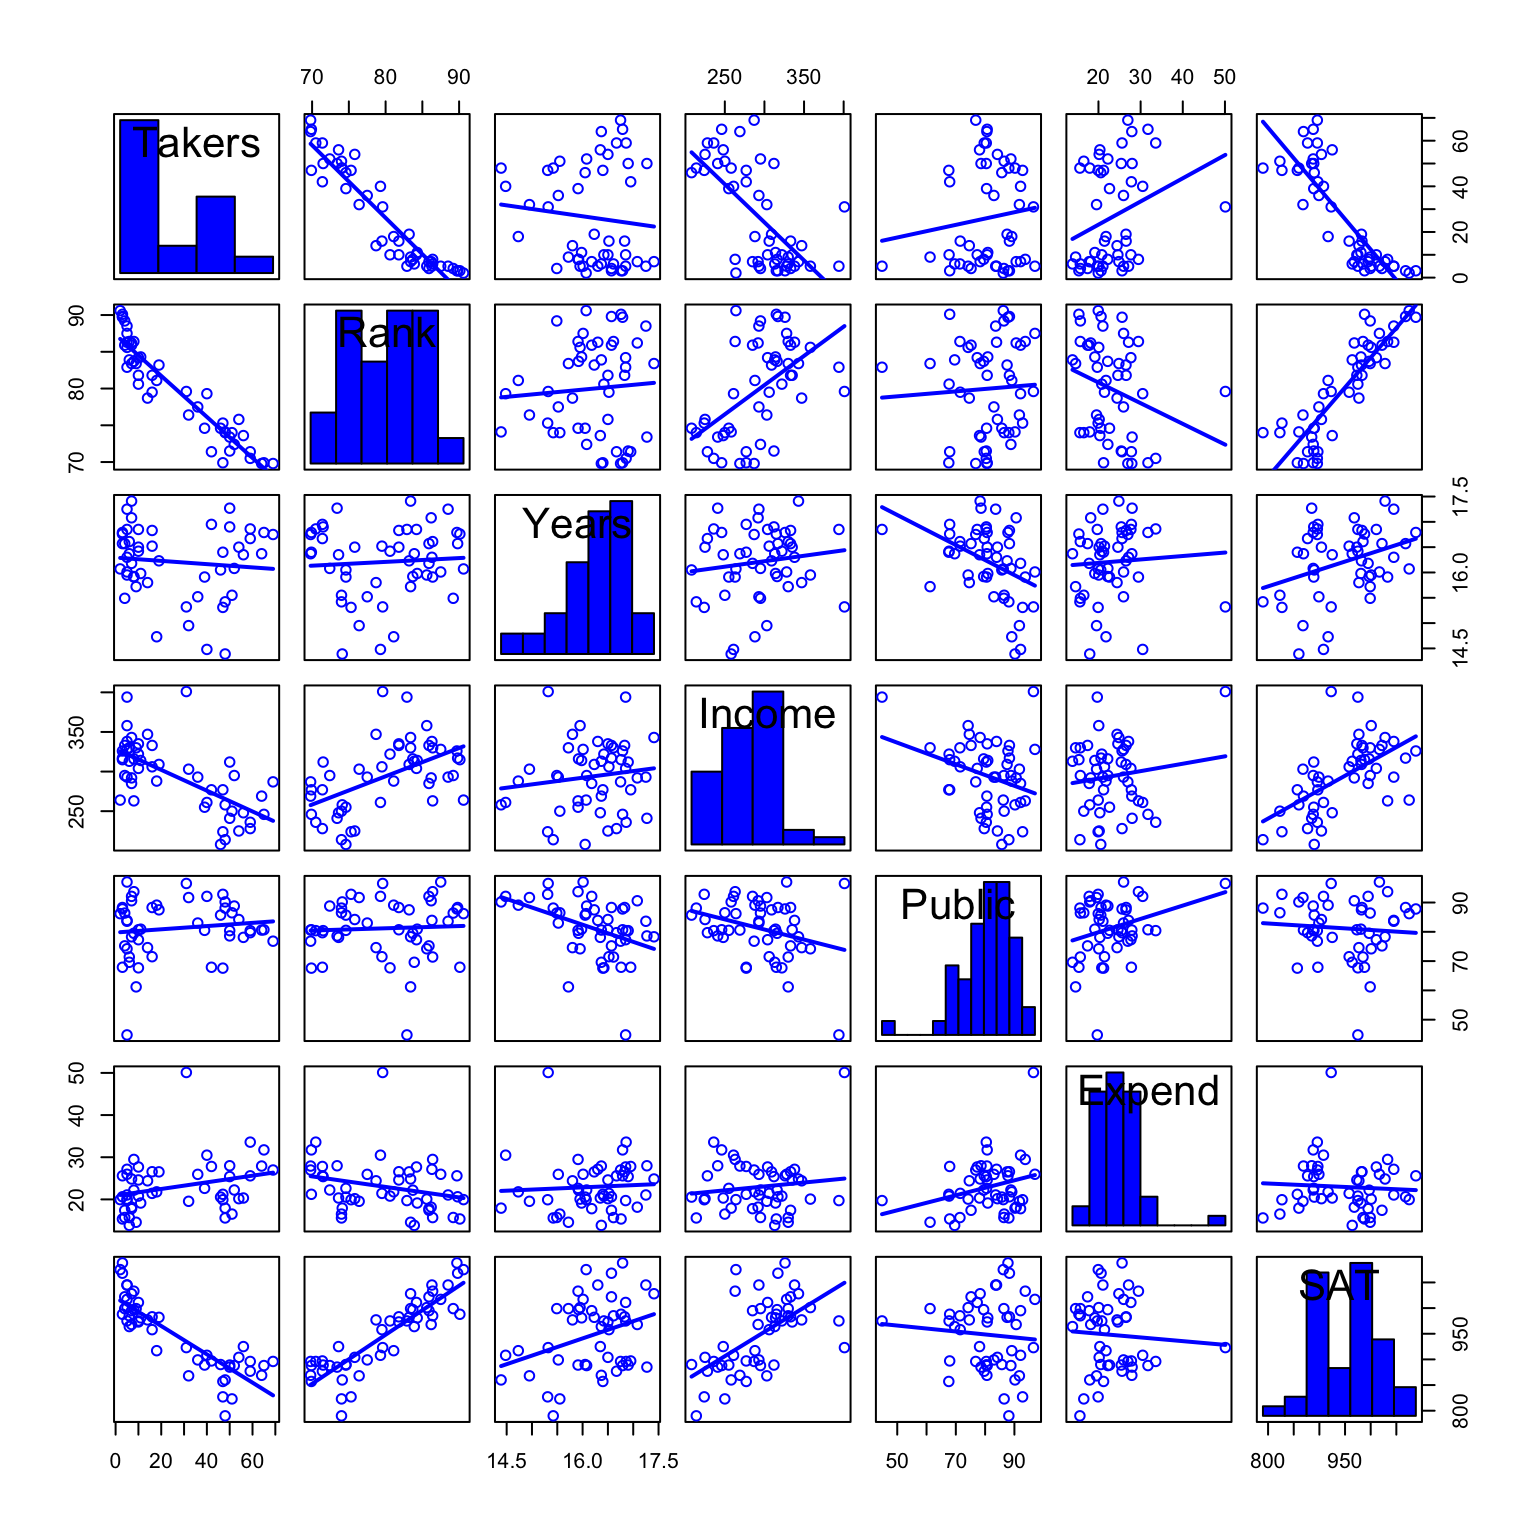 70 80 90 250 350 20 30 40 50
Takers 0 20 40 60
70 80 90 Rank
Years 14.5 16.0 17.5
250 350 Income
Public 50 70 90
20 30 40 50 Expend
SAT 800 950
0 20 40 60 14.5 16.0 17.5 50 70 90 800 950